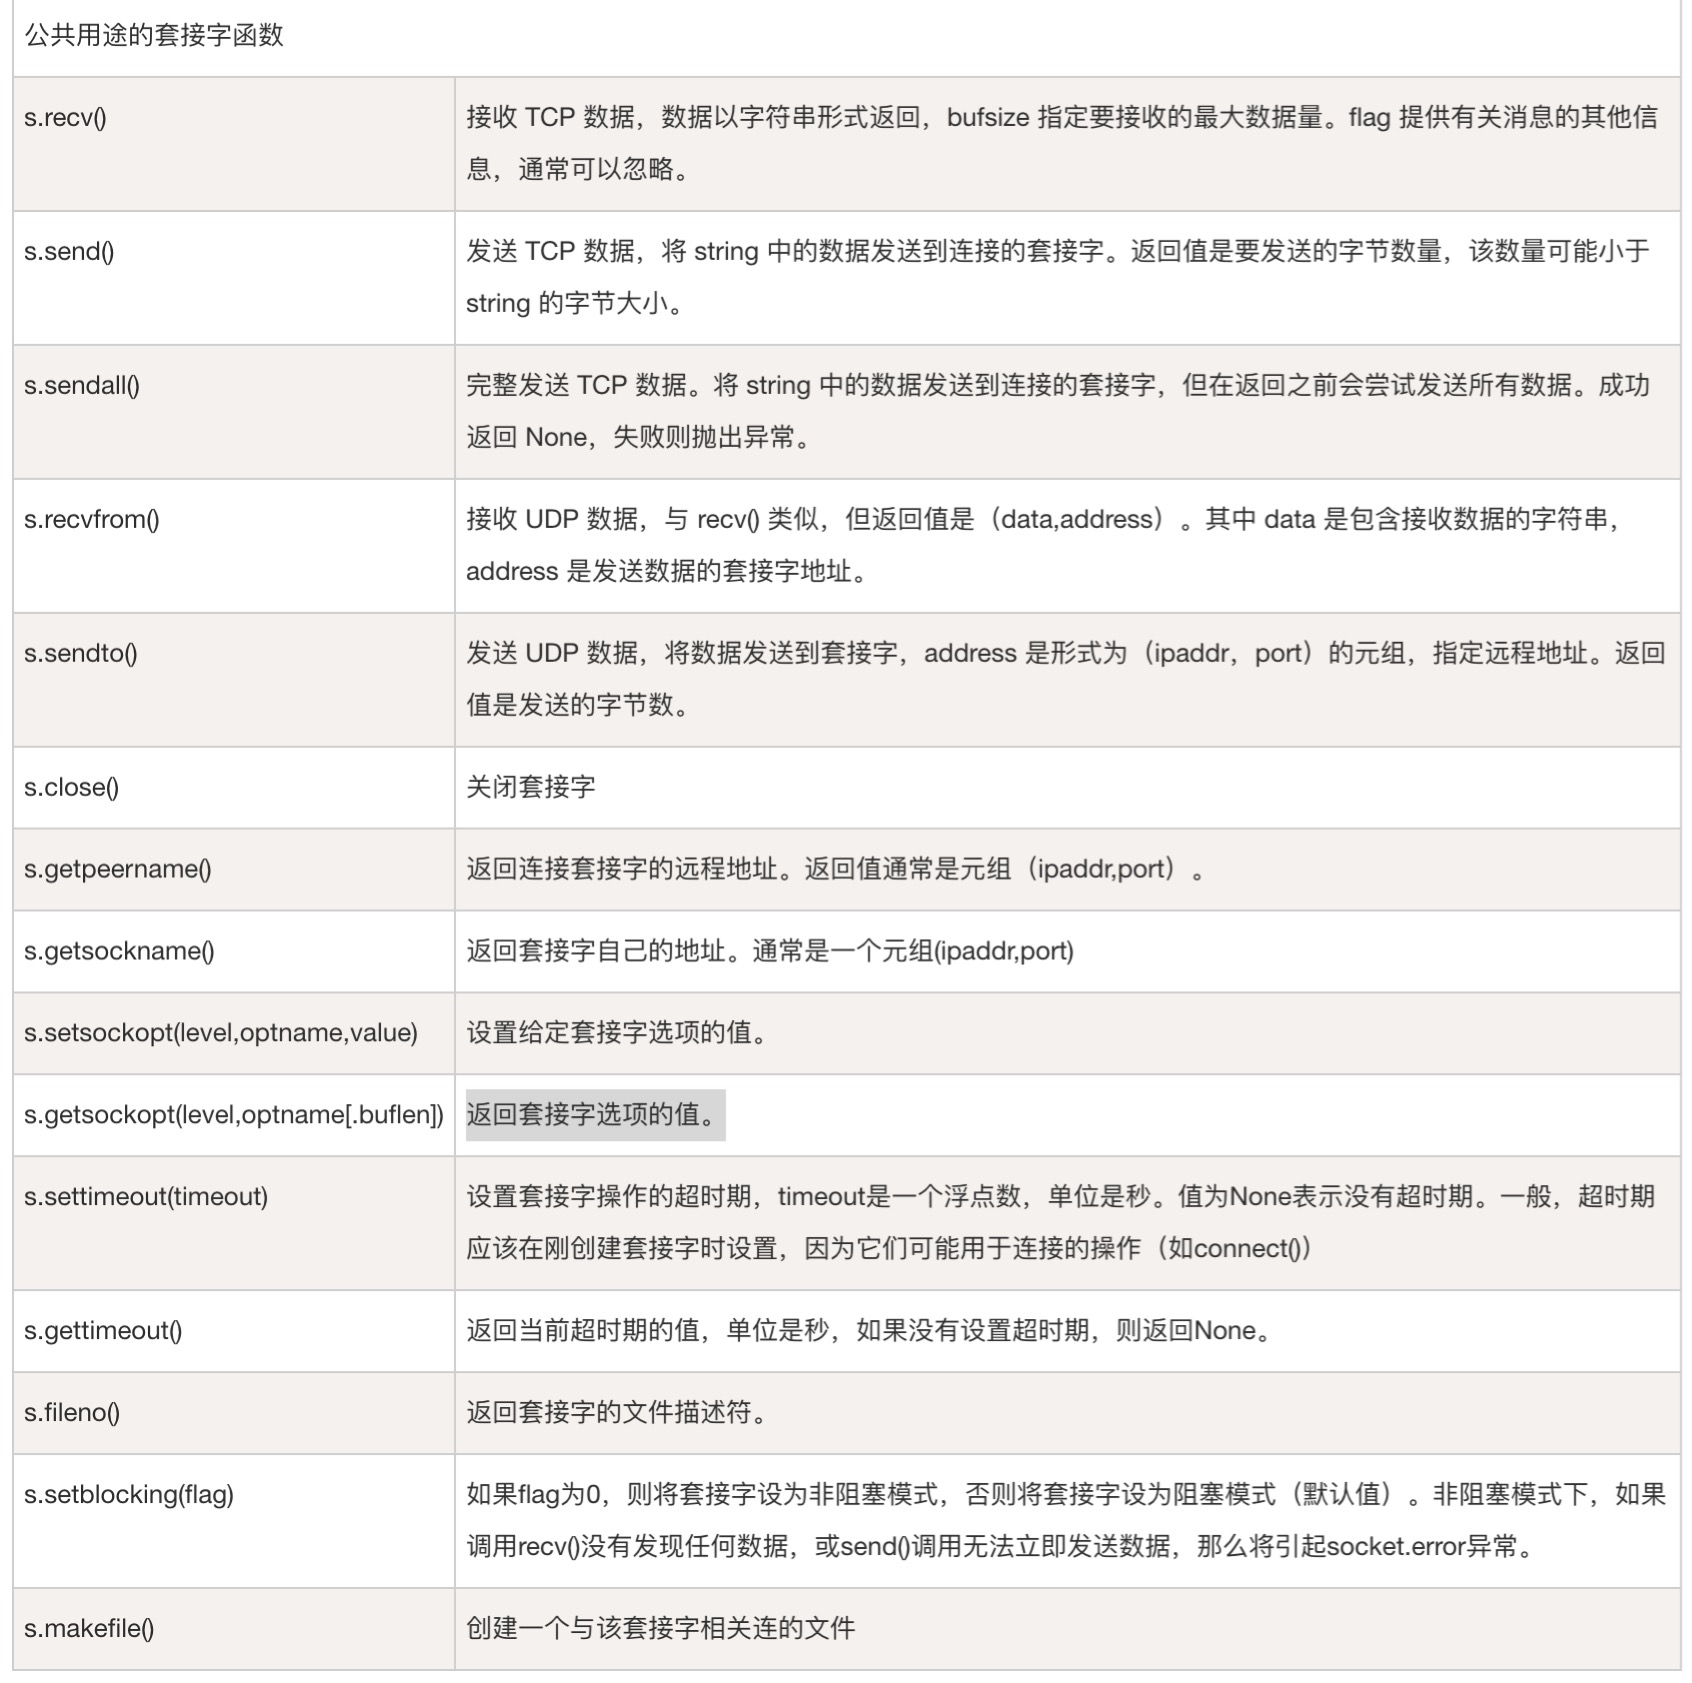 公共用途的套接字函数
s.recv()
接收 TCP 数据，数据以字符串形式返回，bufsize 指定要接收的最大数据量。flag 提供有关消息的其他信
息，通常可以忽略。
s.send()
发送 TCP 数据，将 string 中的数据发送到连接的套接字。返回值是要发送的字节数量，该数量可能小于
string 的字节大小。
s.sendall()
完整发送 TCP 数据。将 string 中的数据发送到连接的套接字，但在返回之前会尝试发送所有数据。成功
返回 None，失败则抛出异常。
s.recvfrom()
接收 UDP 数据，与 recv() 类似，但返回值是（data,address）。其中 data 是包含接收数据的字符串，
address 是发送数据的套接字地址。
s.sendto()
发送 UDP 数据，将数据发送到套接字，address 是形式为（ipaddr，port）的元组，指定远程地址。返回
值是发送的字节数。
s.close()
关闭套接字
s.getpeername()
返回连接套接字的远程地址。返回值通常是元组（ipaddr,port）。
s.getsockname()
返回套接字自己的地址。通常是一个元组(ipaddr,port)
s.setsockopt(level,optname,value)
设置给定套接字选项的值。
s.getsockopt(level,optname[.buflen])
返回套接字选项的值。
s.settimeout(timeout)
设置套接字操作的超时期，timeout是一个浮点数，单位是秒。值为None表示没有超时期。一般，超时期
应该在刚创建套接字时设置，因为它们可能用于连接的操作（如connect()）
s.gettimeout()
返回当前超时期的值，单位是秒，如果没有设置超时期，则返回None。
s.fileno()
返回套接字的文件描述符。
s.setblocking(flag)
如果flag为0，则将套接字设为非阻塞模式，否则将套接字设为阻塞模式（默认值）。非阻塞模式下，如果
调用recv()没有发现任何数据，或send()调用无法立即发送数据，那么将引起socket.error异常。
s.makefile()
创建一个与该套接字相关连的文件